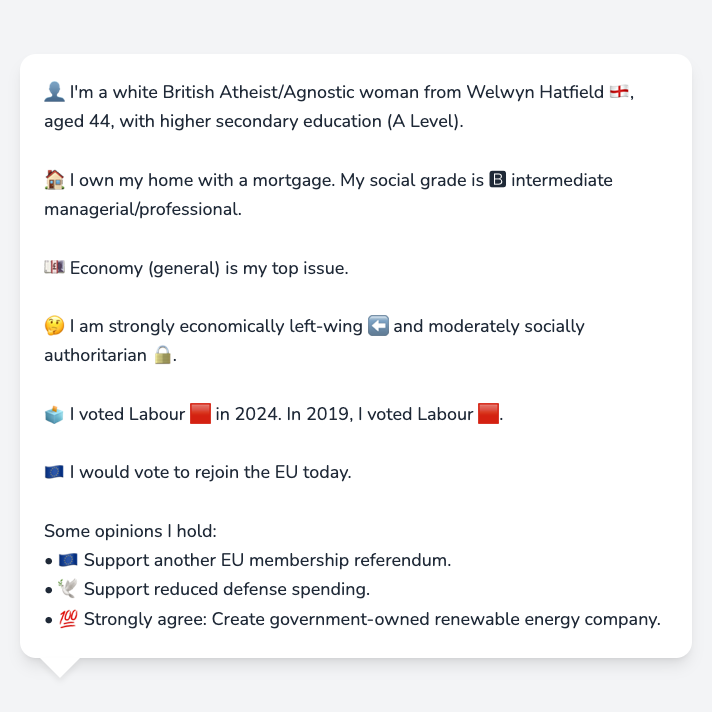 👤 I'm a white British Atheist/Agnostic woman from Welwyn Hatfield 🏴󠁧󠁢󠁥󠁮󠁧󠁿,
aged 44, with higher secondary education (A Level).
🏠 I own my home with a mortgage. My social grade is 🅱 intermediate
managerial/professional.
💷 Economy (general) is my top issue.
🤔 I am strongly economically left-wing ⬅️ and moderately socially
authoritarian 🔒.
🗳️ I voted Labour 🟥 in 2024. In 2019, I voted Labour 🟥.
🇪🇺 I would vote to rejoin the EU today.
Some opinions I hold:
• 🇪🇺 Support another EU membership referendum.
• 🕊️ Support reduced defense spending.
• 💯 Strongly agree: Create government-owned renewable energy company.